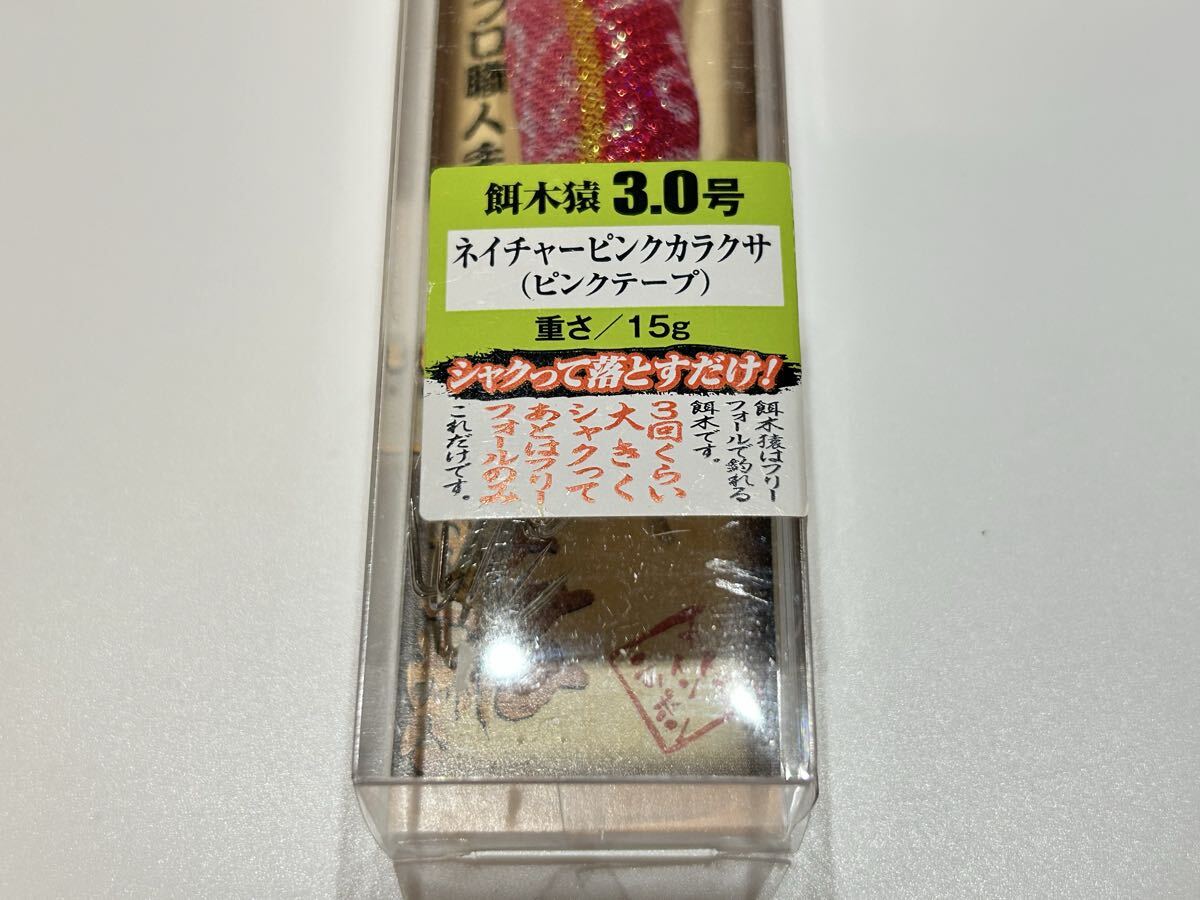 プロ職人手
餌木猿 3.0号
ネイチャーピンクカラクサ
(ピンクテープ)
重さ/15g
シャクって落とすだけ!
餌木猿はフリー
フォールで釣れる
餌木です。
3回くらい
大きく
シャクって
あとはフリー
フォールのみ
これだけです。